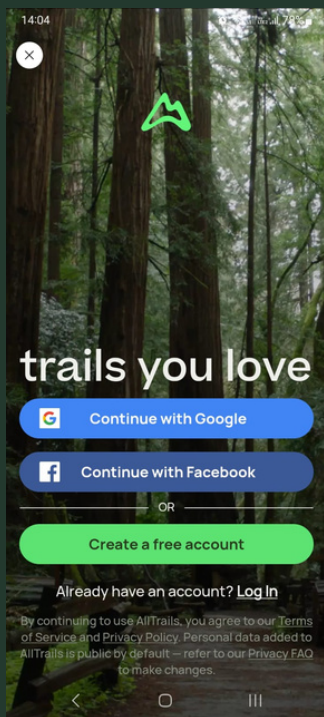 14:04
78%
trails you love
Continue with Google
Continue with Facebook
OR
Create a free account
Already have an account? Log In
By continuing to use AllTrails, you agree to our Terms
of Service and Privacy Policy. Personal data added to
AllTrails is public by default — refer to our Privacy FAQ
to make changes.